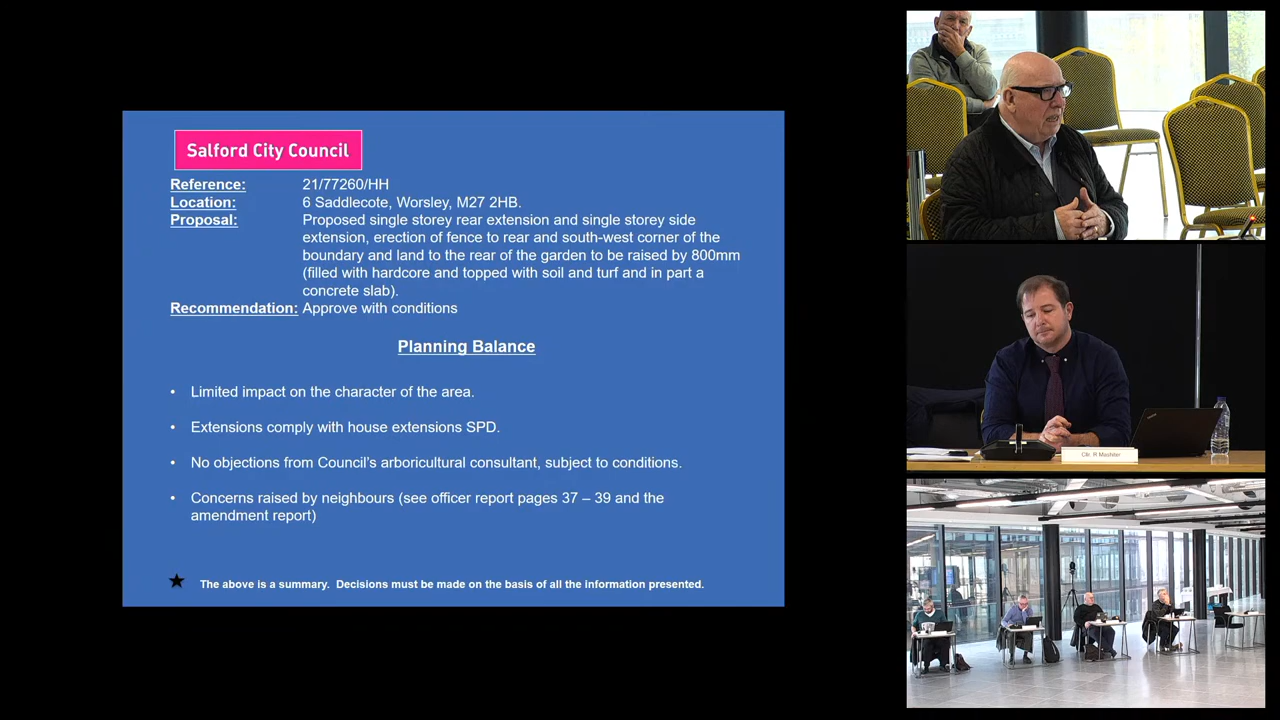 Salford City Council
Reference: 21/77260/HH
Location: 6 Saddlecote, Worsley, M27 2HB.
Proposal: Proposed single storey rear extension and single storey side
extension, erection of fence to rear and south-west corner of the
boundary and land to the rear of the garden to be raised by 800mm
(filled with hardcore and topped with soil and turf and in part a
concrete slab).
Recommendation: Approve with conditions
Planning Balance
• Limited impact on the character of the area.
• Extensions comply with house extensions SPD.
• No objections from Council's arboricultural consultant, subject to conditions.
• Concerns raised by neighbours (see officer report pages 37 – 39 and the
amendment report)
★ The above is a summary. Decisions must be made on the basis of all the information presented.
Cllr. R Mashiter